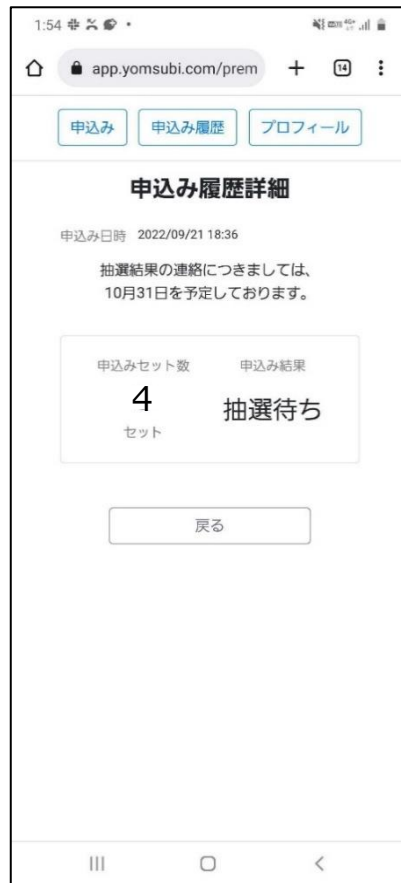 1:54
app.yomsubi.com/prem
14
申込み
申込み履歴
プロフィール
申込み履歴詳細
申込み日時 2022/09/21 18:36
抽選結果の連絡につきましては、
10月31日を予定しております。
申込みセット数 申込み結果
4 抽選待ち
セット
戻る